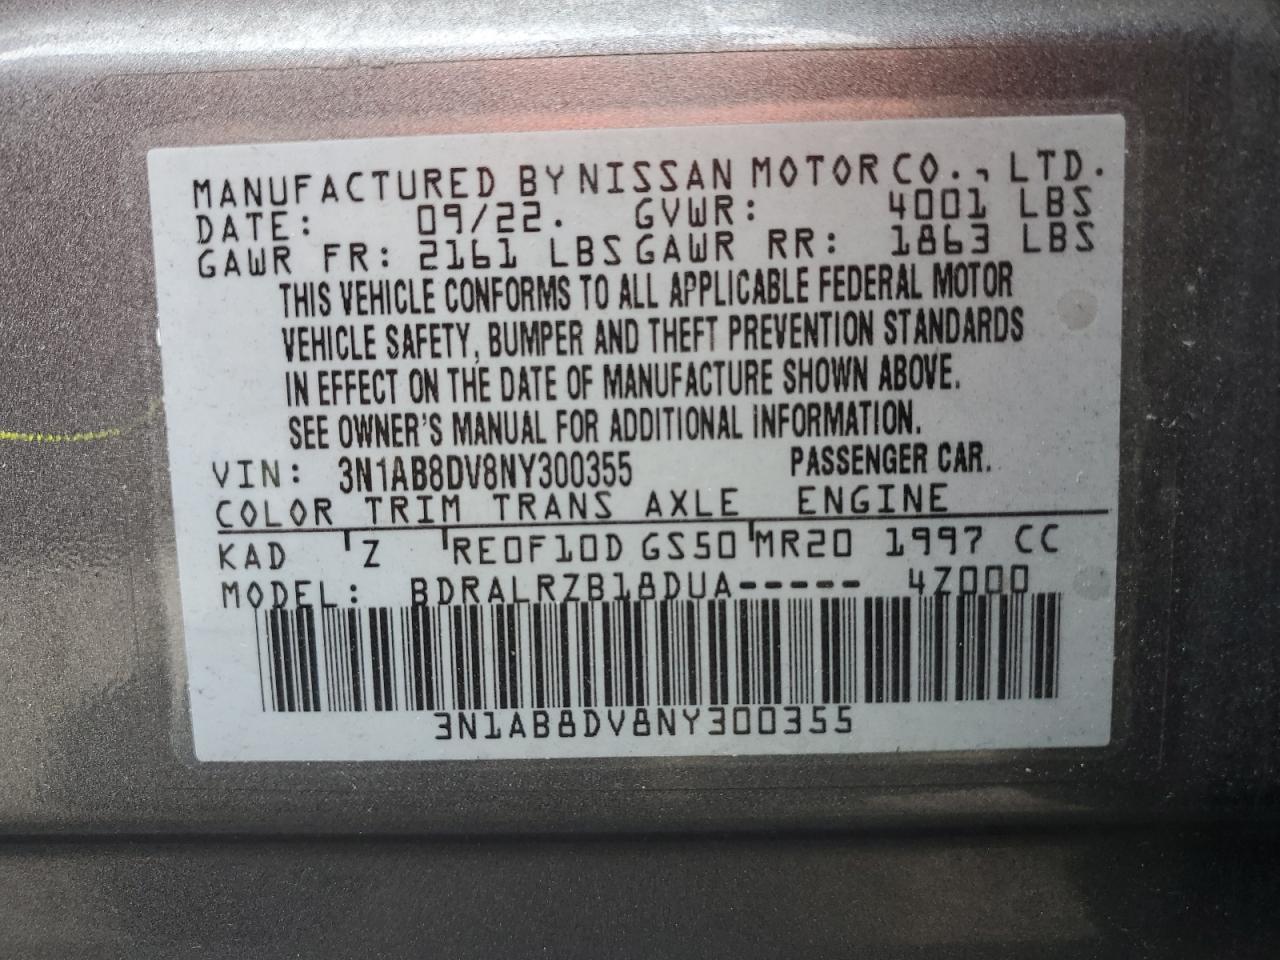 MANUFACTURED BY NISSAN MOTOR CO., LTD.
DATE: 09/22. GVWR: 4001 LBS
GAWR FR: 2161 LBS GAWR RR: 1863 LBS
THIS VEHICLE CONFORMS TO ALL APPLICABLE FEDERAL MOTOR
VEHICLE SAFETY, BUMPER AND THEFT PREVENTION STANDARDS
IN EFFECT ON THE DATE OF MANUFACTURE SHOWN ABOVE.
SEE OWNER'S MANUAL FOR ADDITIONAL INFORMATION.
VIN: 3N1AB8DV8NY300355 PASSENGER CAR.
COLOR TRIM TRANS AXLE ENGINE
KAD Z RE0F10D GS50 MR20 1997 CC
MODEL: BDRALRZB18DUA----- 4Z000
3N1AB8DV8NY300355